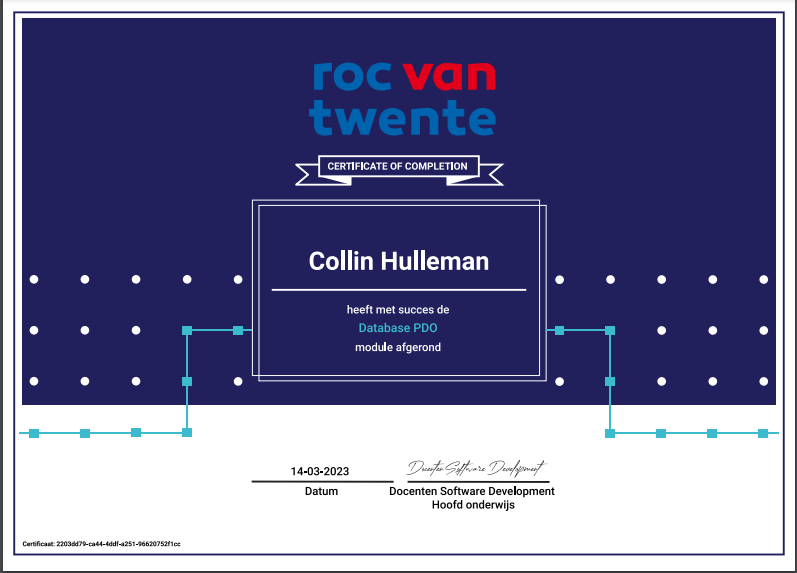 roc van
twente
CERTIFICATE OF COMPLETION
Collin Hulleman
heeft met succes de
Database PDO
module afgerond
14-03-2023
Datum
Docenten Software Development
Docenten Software Development
Hoofd onderwijs
Certificaat: 2203dd79-ca44-4ddf-a251-96620752f1cc